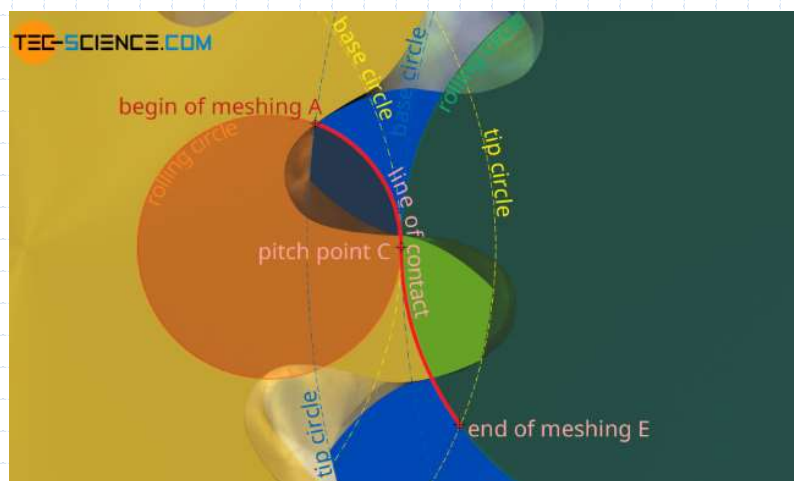 TEC-SCIENCE.COM
base circle
base circle
rolling circle
begin of meshing A
rolling circle
tip circle
line of contact
pitch point C
tip circle
end of meshing E